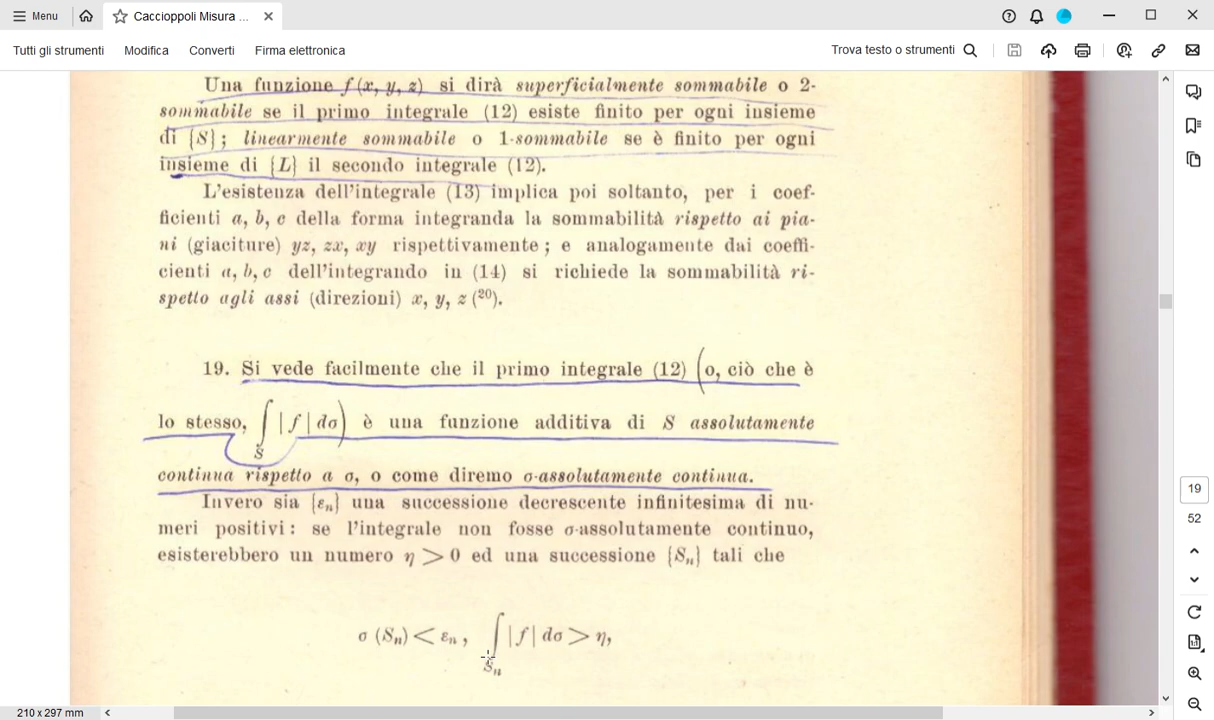 Menu
Caccioppoli Misura ...
Tutti gli strumenti Modifica Converti Firma elettronica
Trova testo o strumenti
Una funzione f(x, y, z) si dirà superficialmente sommabile o 2-
sommabile se il primo integrale (12) esiste finito per ogni insieme
di {S}; linearmente sommabile o 1-sommabile se è finito per ogni
insieme di {L} il secondo integrale (12).
L'esistenza dell'integrale (13) implica poi soltanto, per i coef-
ficienti a, b, c della forma integranda la sommabilità rispetto ai pia-
ni (giaciture) yz, zx, xy rispettivamente; e analogamente dai coeffi-
cienti a, b, c dell'integrando in (14) si richiede la sommabilità ri-
spetto agli assi (direzioni) x, y, z (²⁰).
19. Si vede facilmente che il primo integrale (12) (o, ciò che è
lo stesso, ∫_S |f| dσ) è una funzione additiva di S assolutamente
continua rispetto a σ, o come diremo σ-assolutamente continua.
Invero sia {εₙ} una successione decrescente infinitesima di nu-
meri positivi: se l'integrale non fosse σ-assolutamente continuo,
esisterebbero un numero η > 0 ed una successione {Sₙ} tali che
σ (Sₙ) < εₙ, ∫_Sₙ |f| dσ > η,
19
52
210 x 297 mm